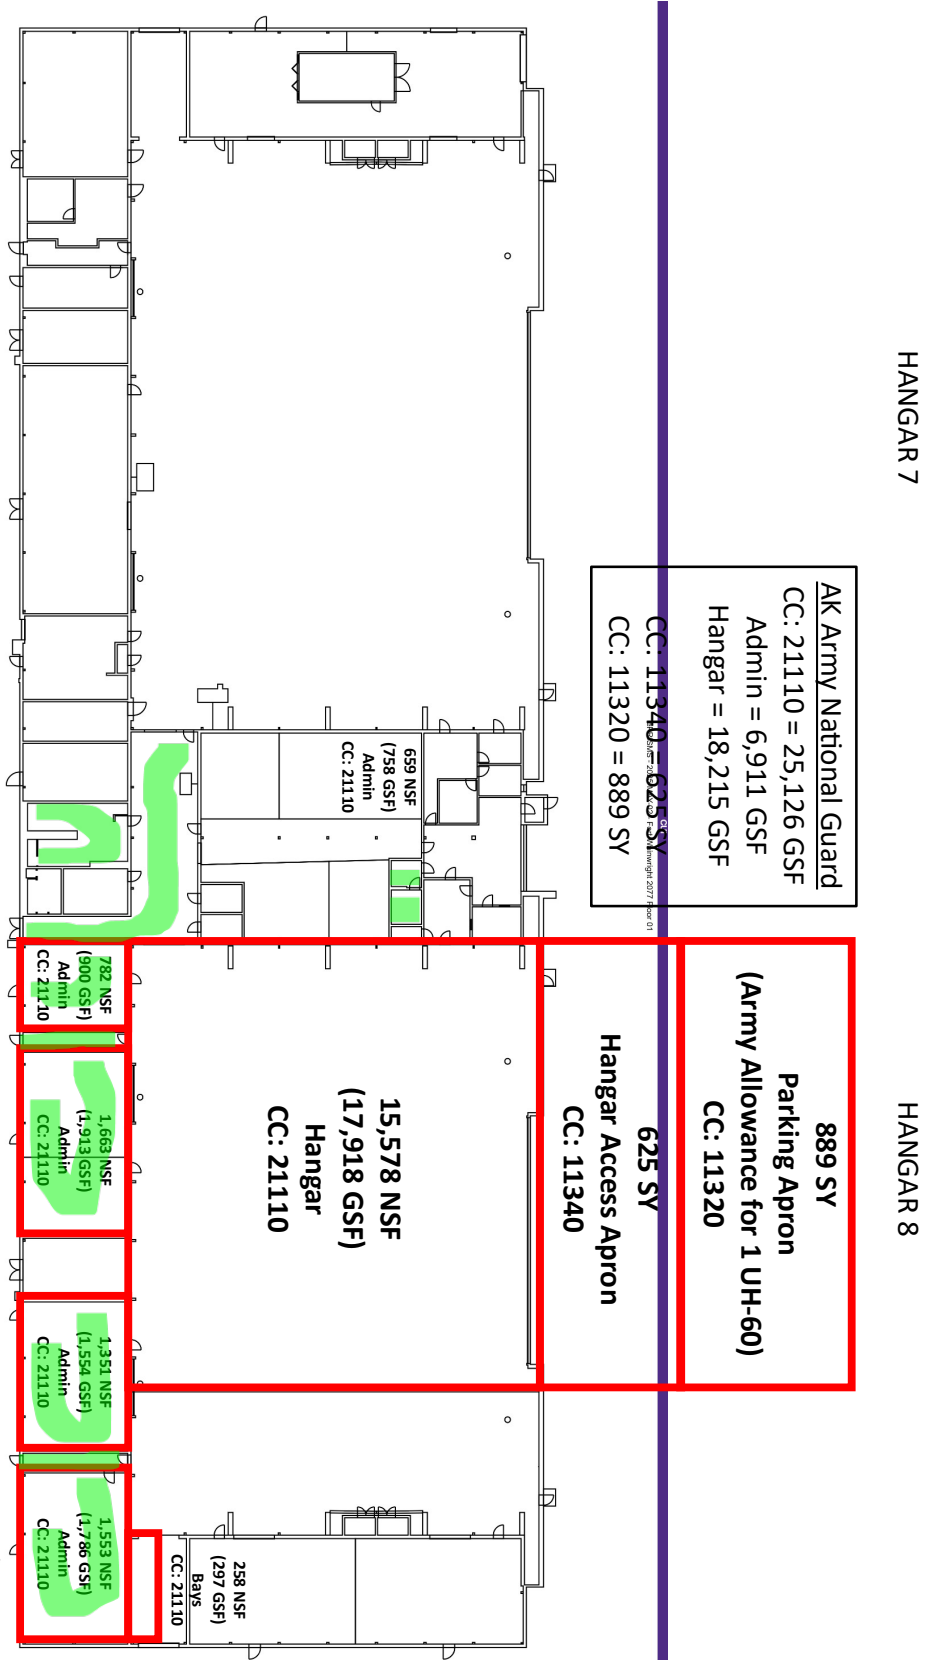 HANGAR 7
HANGAR 8
AK Army National Guard
CC: 21110 = 25,126 GSF
Admin = 6,911 GSF
Hangar = 18,215 GSF
CC: 11340 = 625 SY
CC: 11320 = 889 SY
889 SY
Parking Apron
(Army Allowance for 1 UH-60)
CC: 11320
625 SY
Hangar Access Apron
CC: 11340
15,578 NSF
(17,918 GSF)
Hangar
CC: 21110
659 NSF
(758 GSF)
Admin
CC: 21110
782 NSF
(900 GSF)
Admin
CC: 21110
1,663 NSF
(1,913 GSF)
Admin
CC: 21110
1,351 NSF
(1,554 GSF)
Admin
CC: 21110
1,553 NSF
(1,786 GSF)
Admin
CC: 21110
258 NSF
(297 GSF)
Bays
CC: 21110
Wainwright 2077 Floor 01